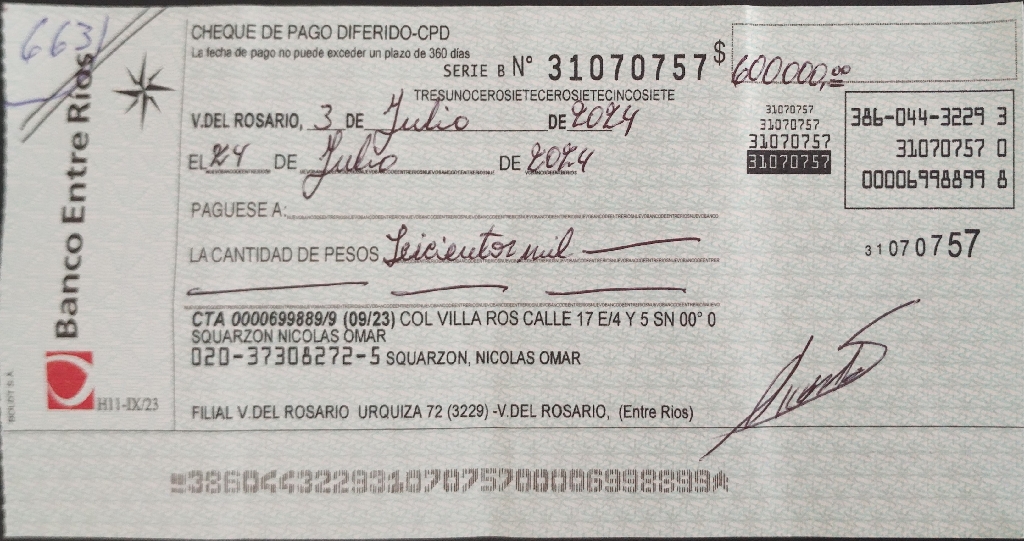 6631
Banco Entre Ríos
BOLDT S.A.
H11-IX/23
CHEQUE DE PAGO DIFERIDO-CPD
La fecha de pago no puede exceder un plazo de 360 días
SERIE B N° 31070757
$ 600.000,00
TRESUNOCEROSIETECEROSIETECINCOSIETE
V.DEL ROSARIO, 3 DE Julio DE 2024
EL 24 DE Julio DE 2024
31070757
31070757
31070757
31070757
386-044-3229 3
31070757 0
00006998899 8
PAGUESE A:
LA CANTIDAD DE PESOS Seicientos mil
31070757
CTA 0000699889/9 (09/23) COL VILLA ROS CALLE 17 E/4 Y 5 SN 00° 0
SQUARZON NICOLAS OMAR
020-37308272-5 SQUARZON, NICOLAS OMAR
FILIAL V.DEL ROSARIO URQUIZA 72 (3229) -V.DEL ROSARIO, (Entre Rios)
386044322931070757000069988998